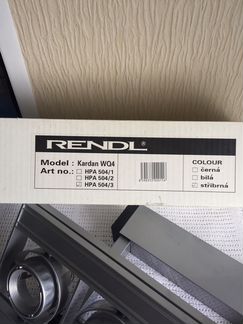 RENDL®
Model : Kardan WQ4 COLOUR
Art no.: ☐ HPA 504/1 ☐ černá
☐ HPA 504/2 ☐ bílá
☑ HPA 504/3 ☑ stříbrná